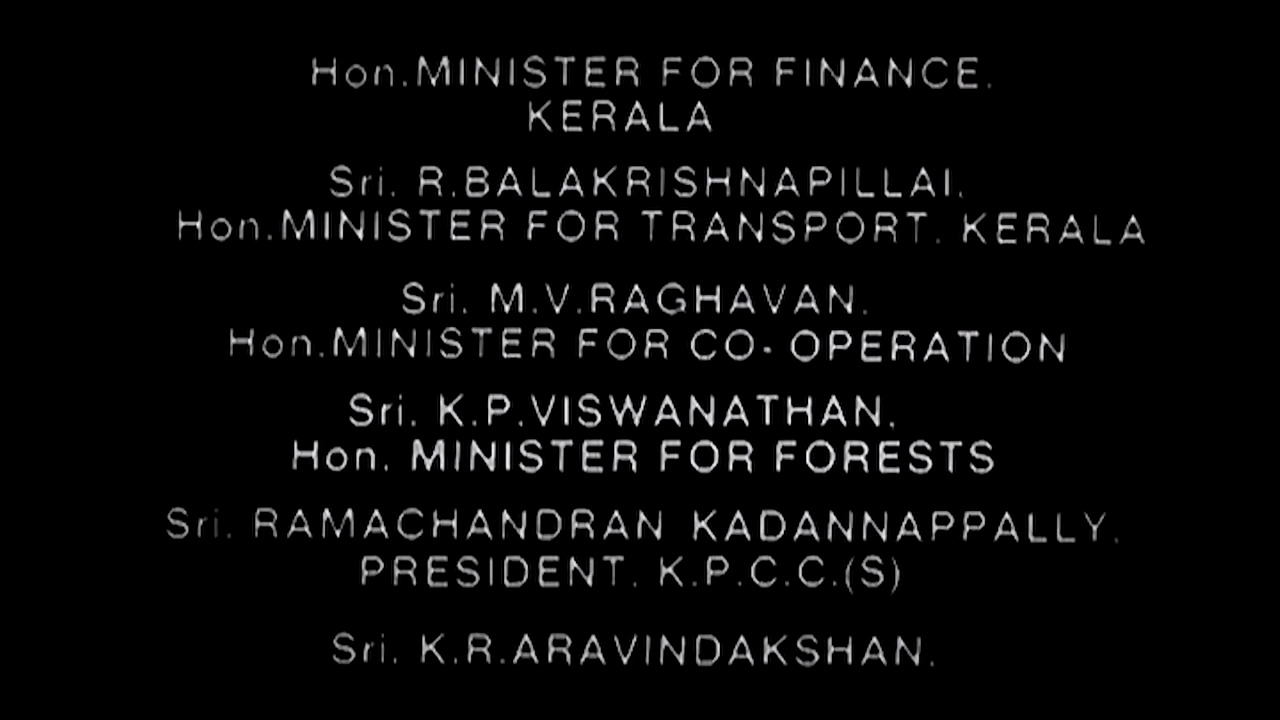 Hon.MINISTER FOR FINANCE.
KERALA
Sri. R.BALAKRISHNAPILLAI.
Hon.MINISTER FOR TRANSPORT. KERALA
Sri. M.V.RAGHAVAN.
Hon.MINISTER FOR CO-OPERATION
Sri. K.P.VISWANATHAN.
Hon. MINISTER FOR FORESTS
Sri. RAMACHANDRAN KADANNAPPALLY.
PRESIDENT. K.P.C.C.(S)
Sri. K.R.ARAVINDAKSHAN.